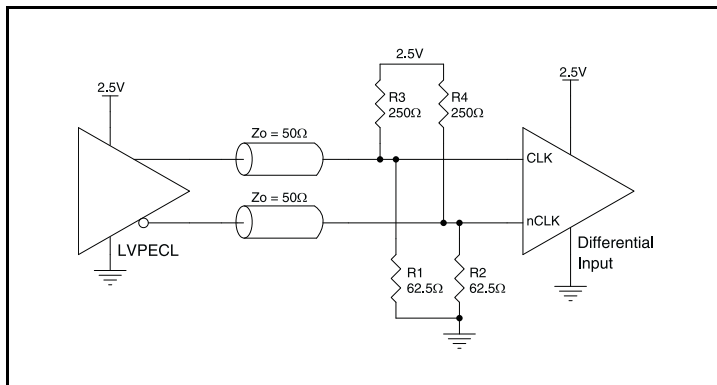 2.5V
2.5V
2.5V
R3
250Ω
R4
250Ω
Zo = 50Ω
CLK
Zo = 50Ω
nCLK
LVPECL
Differential
Input
R1
62.5Ω
R2
62.5Ω